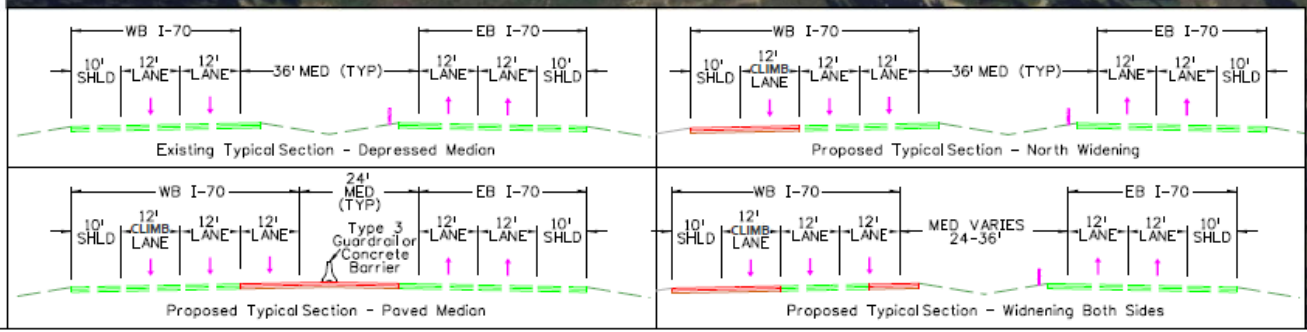 WB I-70
EB I-70
10' SHLD
12' LANE
12' LANE
36' MED (TYP)
12' LANE
12' LANE
10' SHLD
Existing Typical Section - Depressed Median
WB I-70
EB I-70
10' SHLD
12' CLIMB LANE
12' LANE
12' LANE
36' MED (TYP)
12' LANE
12' LANE
10' SHLD
Proposed Typical Section - North Widening
WB I-70
24' MED (TYP)
EB I-70
10' SHLD
12' CLIMB LANE
12' LANE
12' LANE
Type 3
Guardrail or
Concrete
Barrier
12' LANE
12' LANE
10' SHLD
Proposed Typical Section - Paved Median
WB I-70
EB I-70
10' SHLD
12' CLIMB LANE
12' LANE
12' LANE
MED VARIES
24-36'
12' LANE
12' LANE
10' SHLD
Proposed Typical Section - Widnening Both Sides